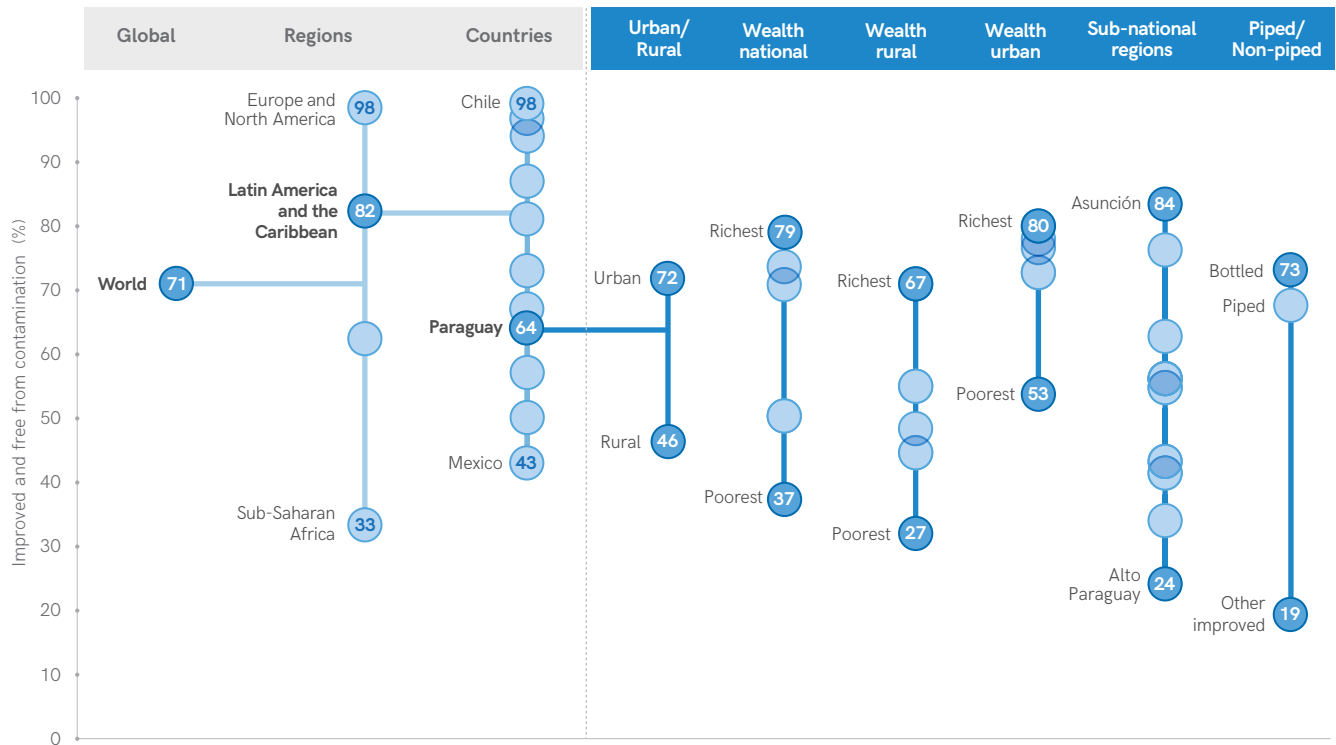 Global
Regions
Countries
Urban/
Rural
Wealth
national
Wealth
rural
Wealth
urban
Sub-national
regions
Piped/
Non-piped
Improved and free from contamination (%)
100
90
80
70
60
50
40
30
20
10
0
World
71
Europe and
North America
98
Latin America
and the
Caribbean
82
Sub-Saharan
Africa
33
Chile
98
Paraguay
64
Mexico
43
Urban
72
Rural
46
Richest
79
Poorest
37
Richest
67
Poorest
27
Richest
80
Poorest
53
Asunción
84
Alto
Paraguay
24
Bottled
73
Piped
Other
improved
19